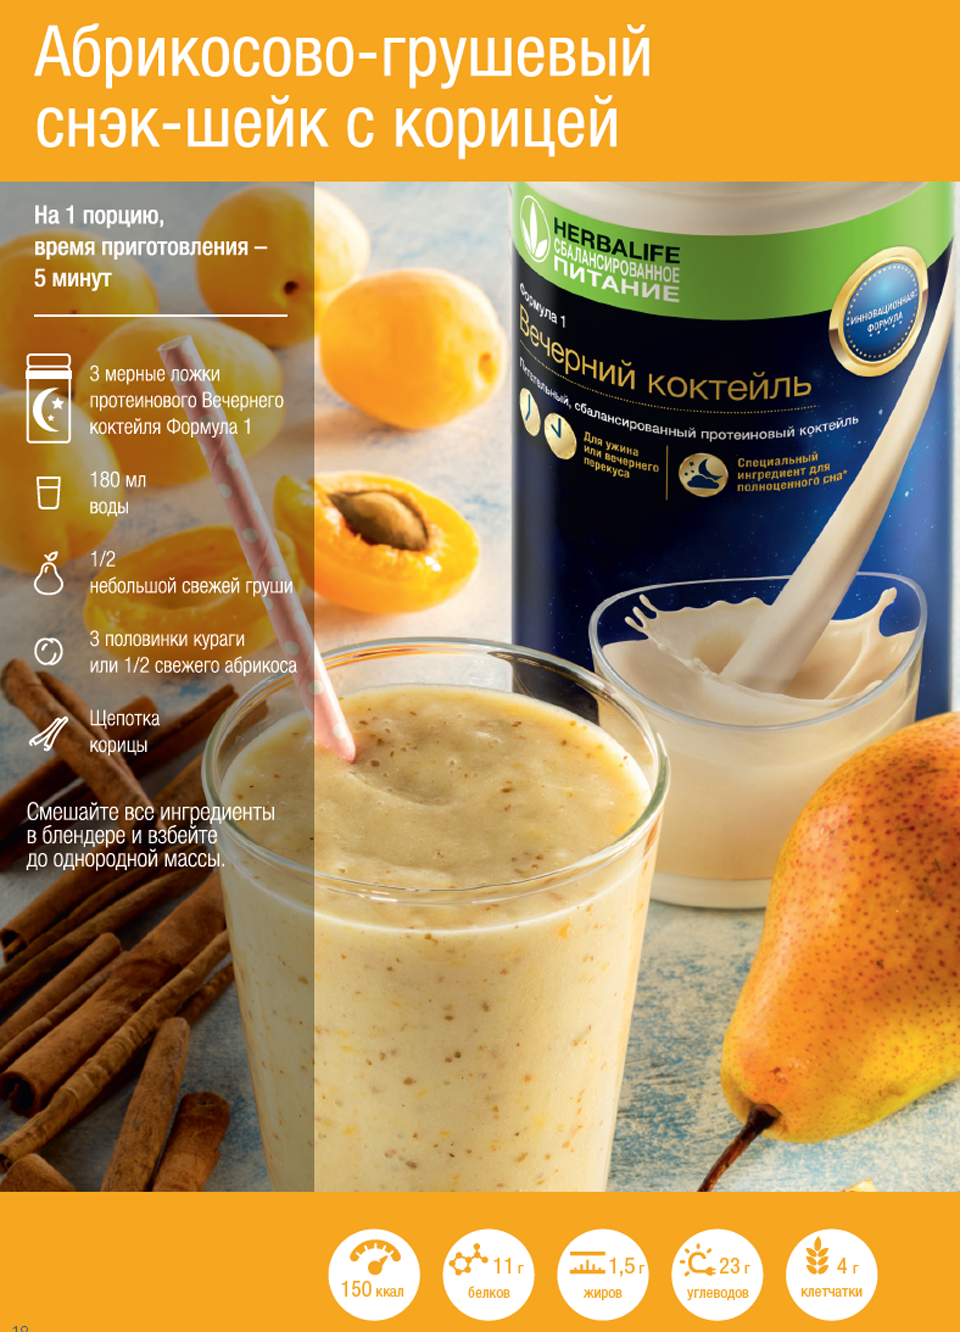 Абрикосово-грушевый
снэк-шейк с корицей
На 1 порцию,
время приготовления –
5 минут
3 мерные ложки
протеинового Вечернего
коктейля Формула 1
180 мл
воды
1/2
небольшой свежей груши
3 половинки кураги
или 1/2 свежего абрикоса
Щепотка
корицы
Смешайте все ингредиенты
в блендере и взбейте
до однородной массы.
HERBALIFE
СБАЛАНСИРОВАННОЕ
ПИТАНИЕ
ИННОВАЦИОННАЯ
ФОРМУЛА
Формула 1
Вечерний коктейль
Питательный, сбалансированный протеиновый коктейль
Для ужина
или вечернего
перекуса
Специальный
ингредиент для
полноценного сна*
150 ккал
11 г
белков
1,5 г
жиров
23 г
углеводов
4 г
клетчатки